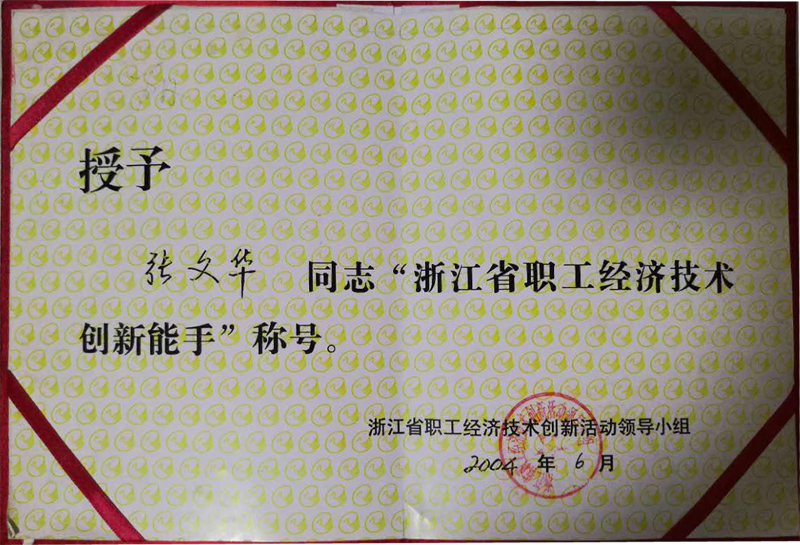 授予
张文华 同志“浙江省职工经济技术
创新能手”称号。
浙江省职工经济技术创新活动领导小组
2004 年 6 月